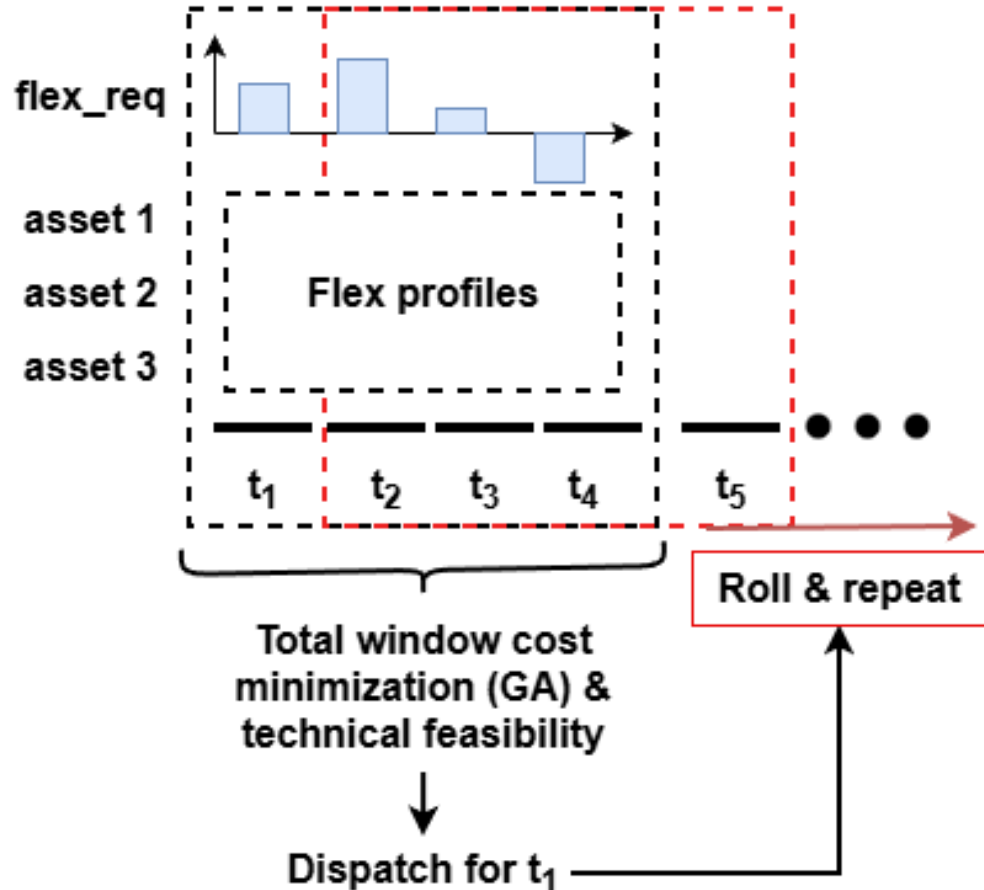 flex_req
asset 1
asset 2
asset 3
Flex profiles
t₁ t₂ t₃ t₄ t₅
Roll & repeat
Total window cost
minimization (GA) &
technical feasibility
Dispatch for t₁